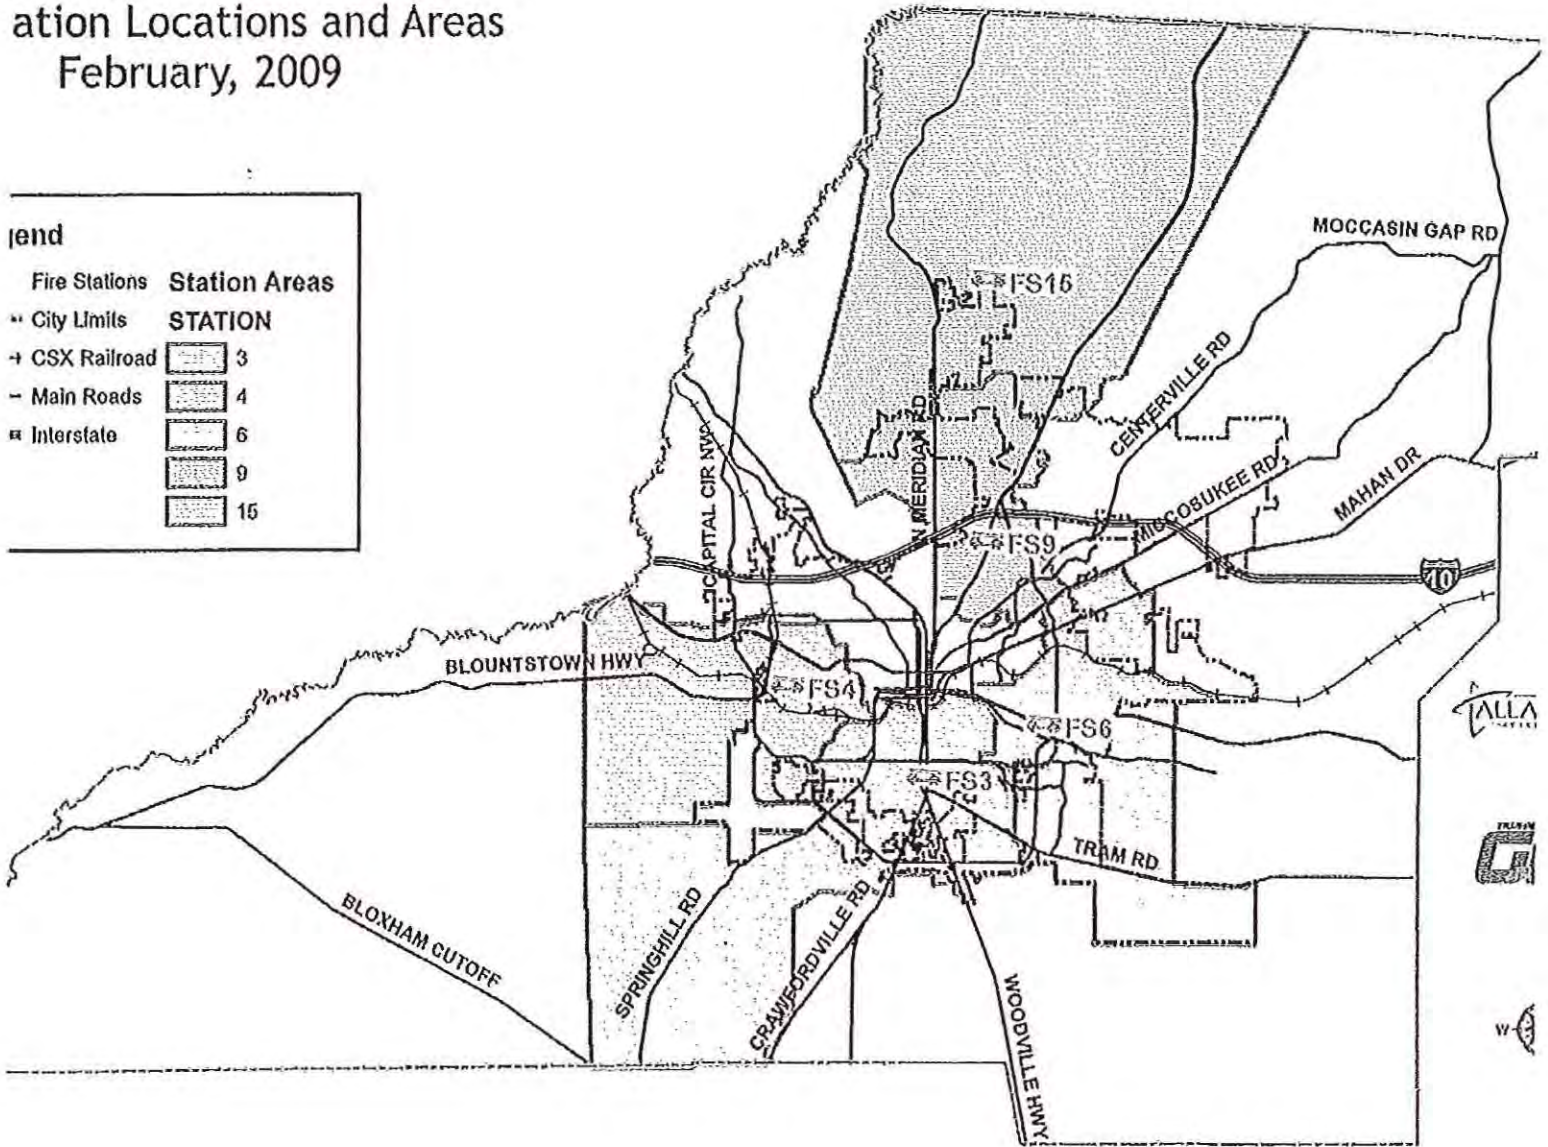 ation Locations and Areas
February, 2009
gend
Fire Stations
City Limits
CSX Railroad
Main Roads
Interstate
Station Areas
STATION
3
4
6
9
15
MOCCASIN GAP RD
FS15
CENTERVILLE RD
N MERIDIAN RD
CAPITAL CIR NW
MICCOSUKEE RD
MAHAN DR
FS9
10
BLOUNTSTOWN HWY
FS4
FS6
FS3
TALLA
TRAM RD
BLOXHAM CUTOFF
SPRINGHILL RD
CRAWFORDVILLE RD
WOODVILLE HWY
W